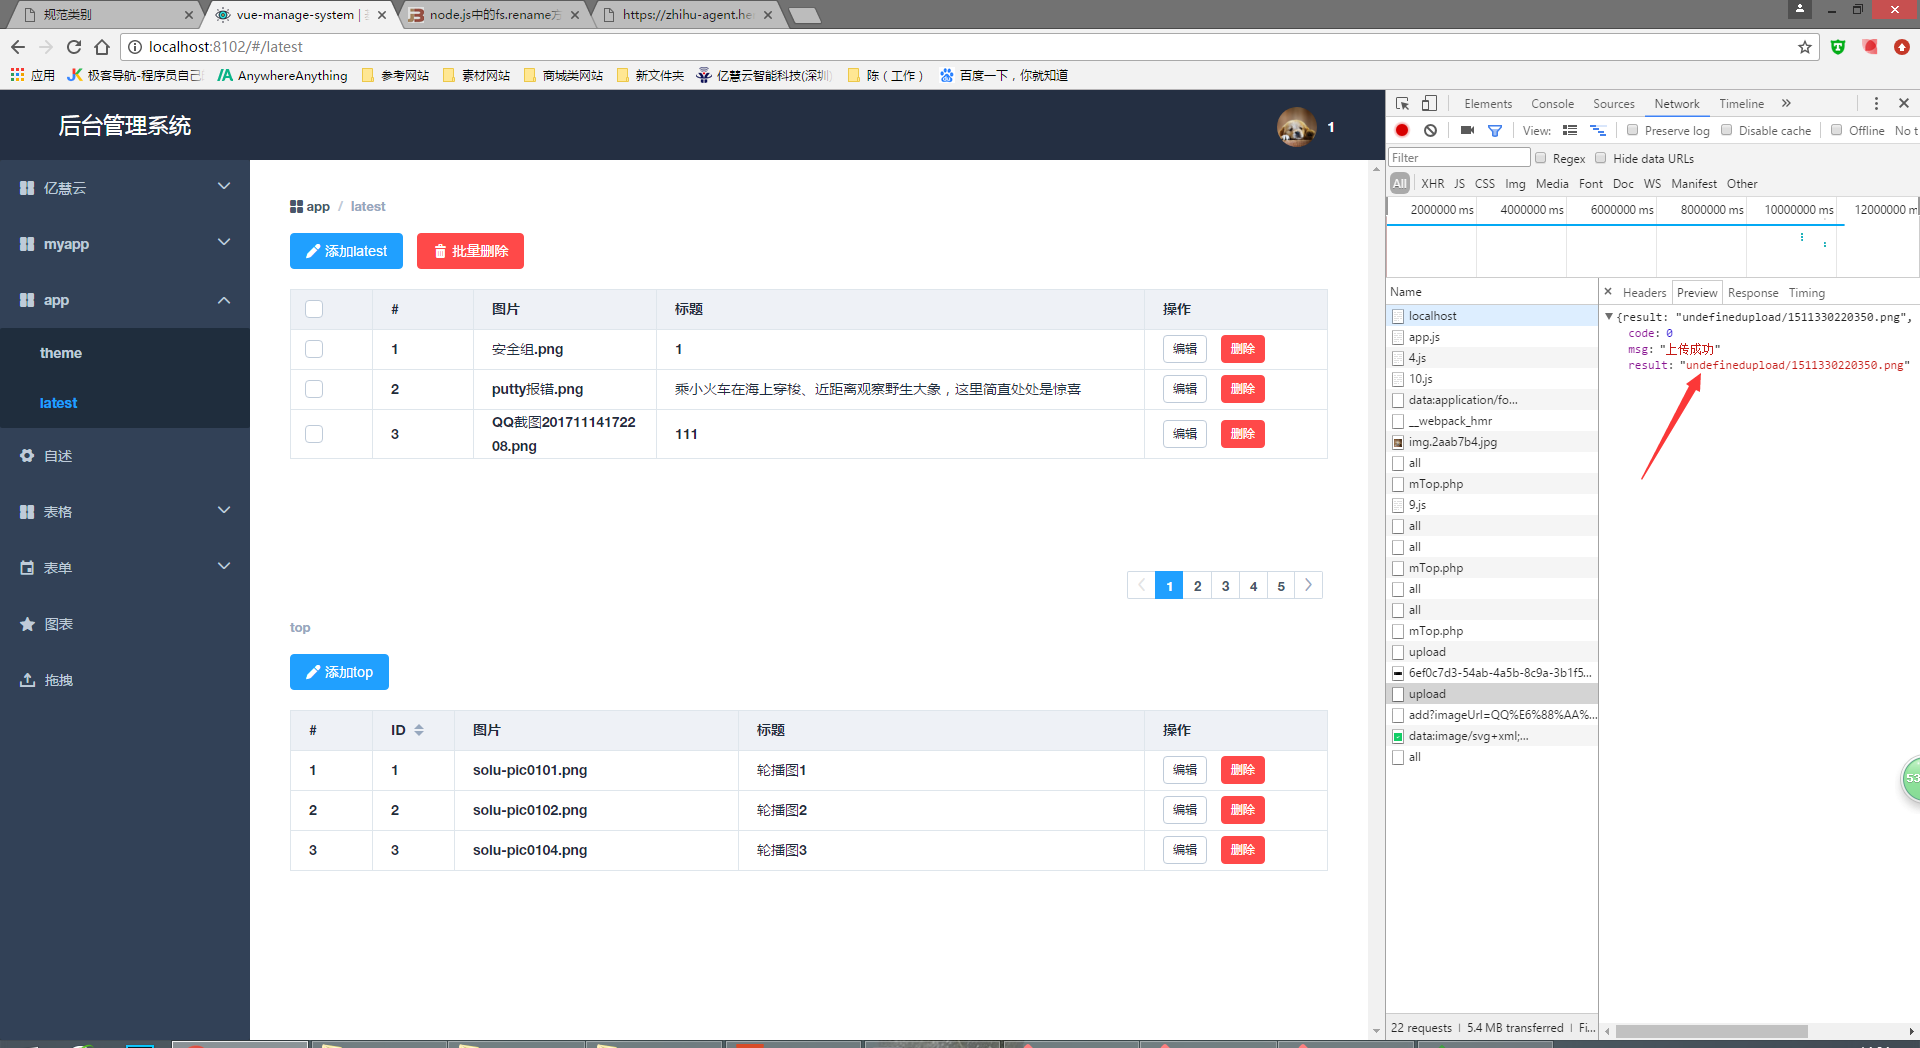 规范类别
vue-manage-system |
node.js中的fs.rename方
https://zhihu-agent.he
localhost:8102/#/latest
应用
极客导航-程序员自己
AnywhereAnything
参考网站
素材网站
商城类网站
新文件夹
亿慧云智能科技(深圳
陈（工作）
百度一下，你就知道
后台管理系统
1
亿慧云
myapp
app
theme
latest
自述
表格
表单
图表
拖拽
app / latest
添加latest
批量删除
# 图片 标题 操作
1 安全组.png 1 编辑 删除
2 putty报错.png 乘小火车在海上穿梭、近距离观察野生大象，这里简直处处是惊喜 编辑 删除
3 QQ截图20171114172208.png 111 编辑 删除
1 2 3 4 5
top
添加top
# ID 图片 标题 操作
1 1 solu-pic0101.png 轮播图1 编辑 删除
2 2 solu-pic0102.png 轮播图2 编辑 删除
3 3 solu-pic0104.png 轮播图3 编辑 删除
Elements Console Sources Network Timeline »
View: Preserve log Disable cache Offline No t
Filter Regex Hide data URLs
All XHR JS CSS Img Media Font Doc WS Manifest Other
2000000 ms 4000000 ms 6000000 ms 8000000 ms 10000000 ms 12000000 m
Name
localhost
app.js
4.js
10.js
data:application/fo...
__webpack_hmr
img.2aab7b4.jpg
all
mTop.php
9.js
all
all
mTop.php
all
all
mTop.php
upload
6ef0c7d3-54ab-4a5b-8c9a-3b1f5...
upload
add?imageUrl=QQ%E6%88%AA%...
data:image/svg+xml;...
all
22 requests | 5.4 MB transferred | Fi...
× Headers Preview Response Timing
{result: "undefinedupload/1511330220350.png",
code: 0
msg: "上传成功"
result: "undefinedupload/1511330220350.png"
53